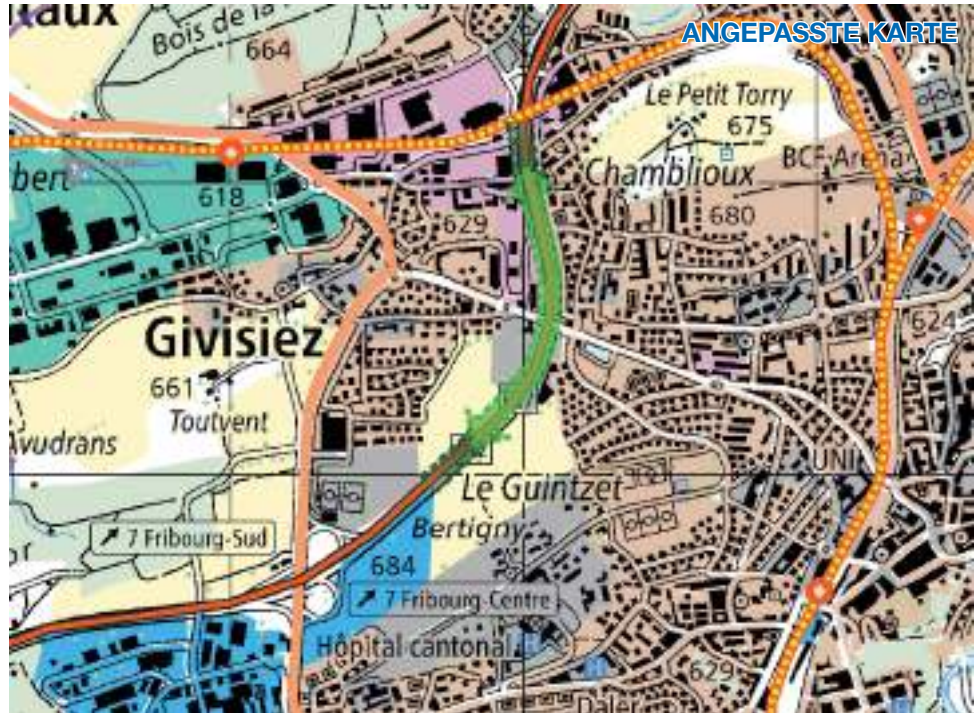 ANGEPASSTE KARTE
Bois de la
664
Le Petit Torry
675
BCF-Arena
Chamblioux
618
629
680
Givisiez
624
661
Toutvent
Avudrans
UNI
Le Guintzet
Bertigny
7 Fribourg-Sud
684
7 Fribourg-Centre
Hôpital cantonal
629
Daler